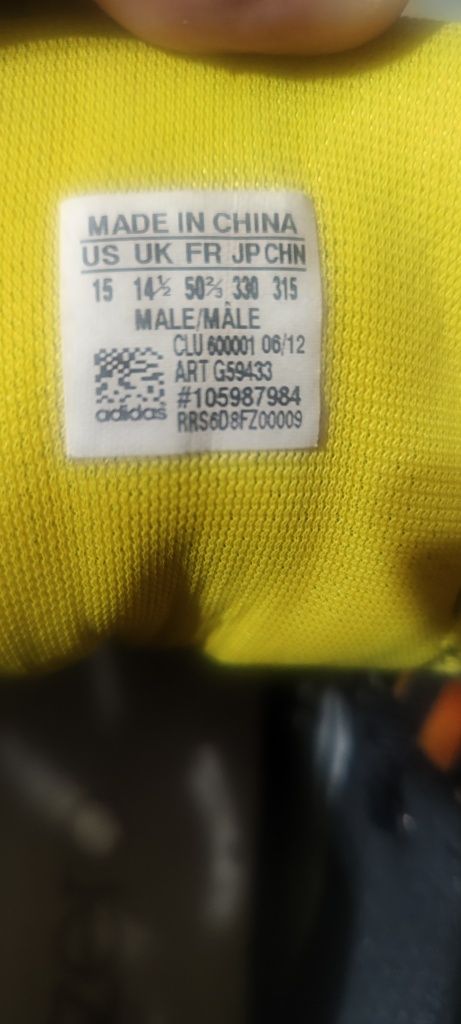 MADE IN CHINA
US UK FR JP CHN
15 14½ 50⅔ 330 315
MALE/MÂLE
CLU 600001 06/12
ART G59433
#105987984
adidas RRS6D8FZ00009